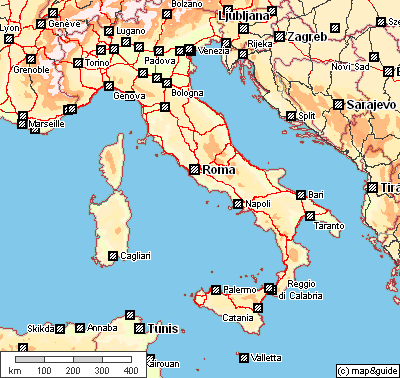 Bolzano
Genève
Ljubljana
Lyon
Lugano
Zagreb
Rijeka
Venezia
Grenoble
Torino
Padova
Novi-Sad
Genova
Bologna
Sarajevo
Marseille
Split
Roma
Bari
Napoli
Taranto
Cagliari
Palermo
Reggio
di Calabria
Catania
Skikda
Annaba
Tunis
Kairouan
Valletta
km 100 200 300 400
(c) map&guide